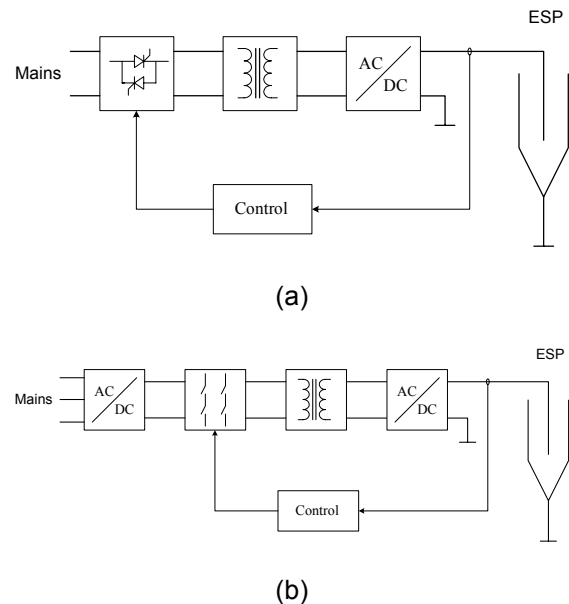 ESP
Mains
AC
DC
Control
(a)
ESP
Mains
AC
DC
AC
DC
Control
(b)